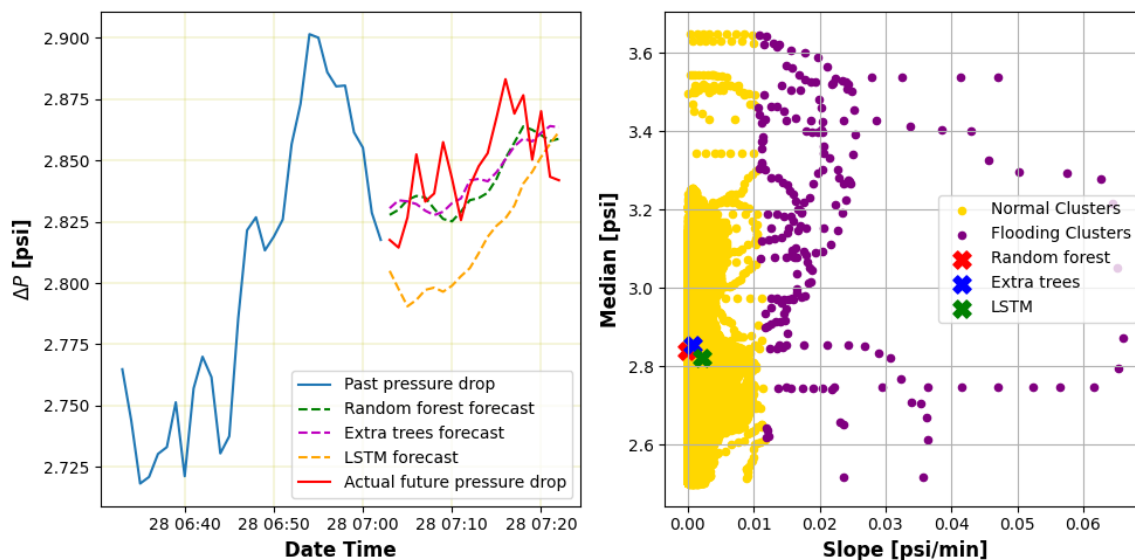 2.900
2.875
2.850
2.825
2.800
2.775
2.750
2.725
ΔP [psi]
28 06:40 28 06:50 28 07:00 28 07:10 28 07:20
Date Time
Past pressure drop
Random forest forecast
Extra trees forecast
LSTM forecast
Actual future pressure drop
3.6
3.4
3.2
3.0
2.8
2.6
Median [psi]
0.00 0.01 0.02 0.03 0.04 0.05 0.06
Slope [psi/min]
Normal Clusters
Flooding Clusters
Random forest
Extra trees
LSTM